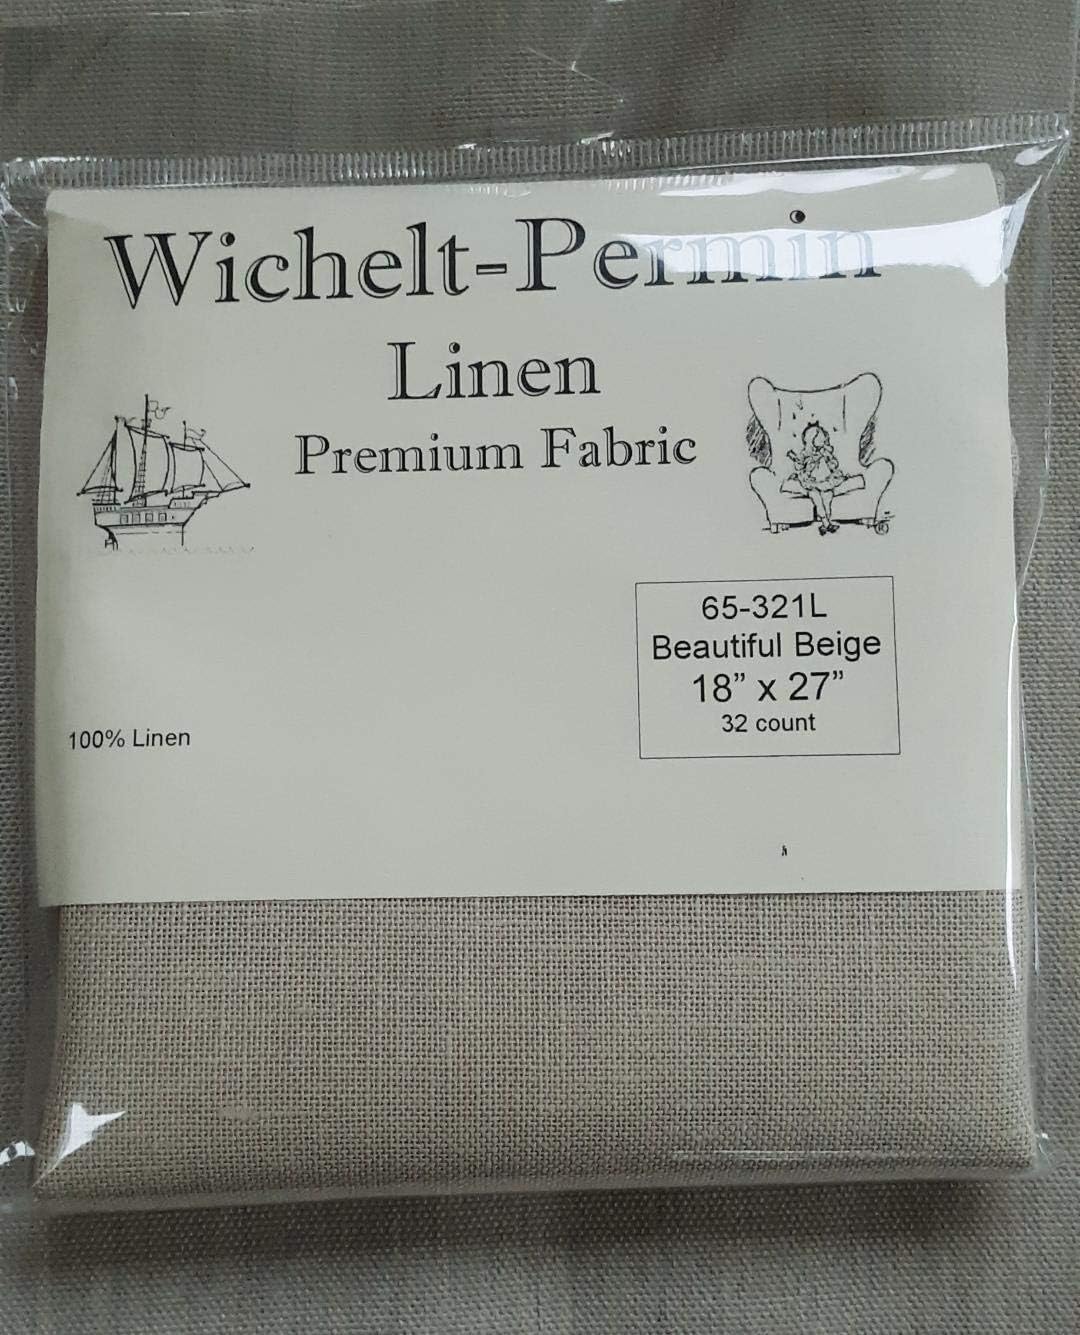 Wichelt-Permin
Linen
Premium Fabric
65-321L
Beautiful Beige
18” x 27”
32 count
100% Linen